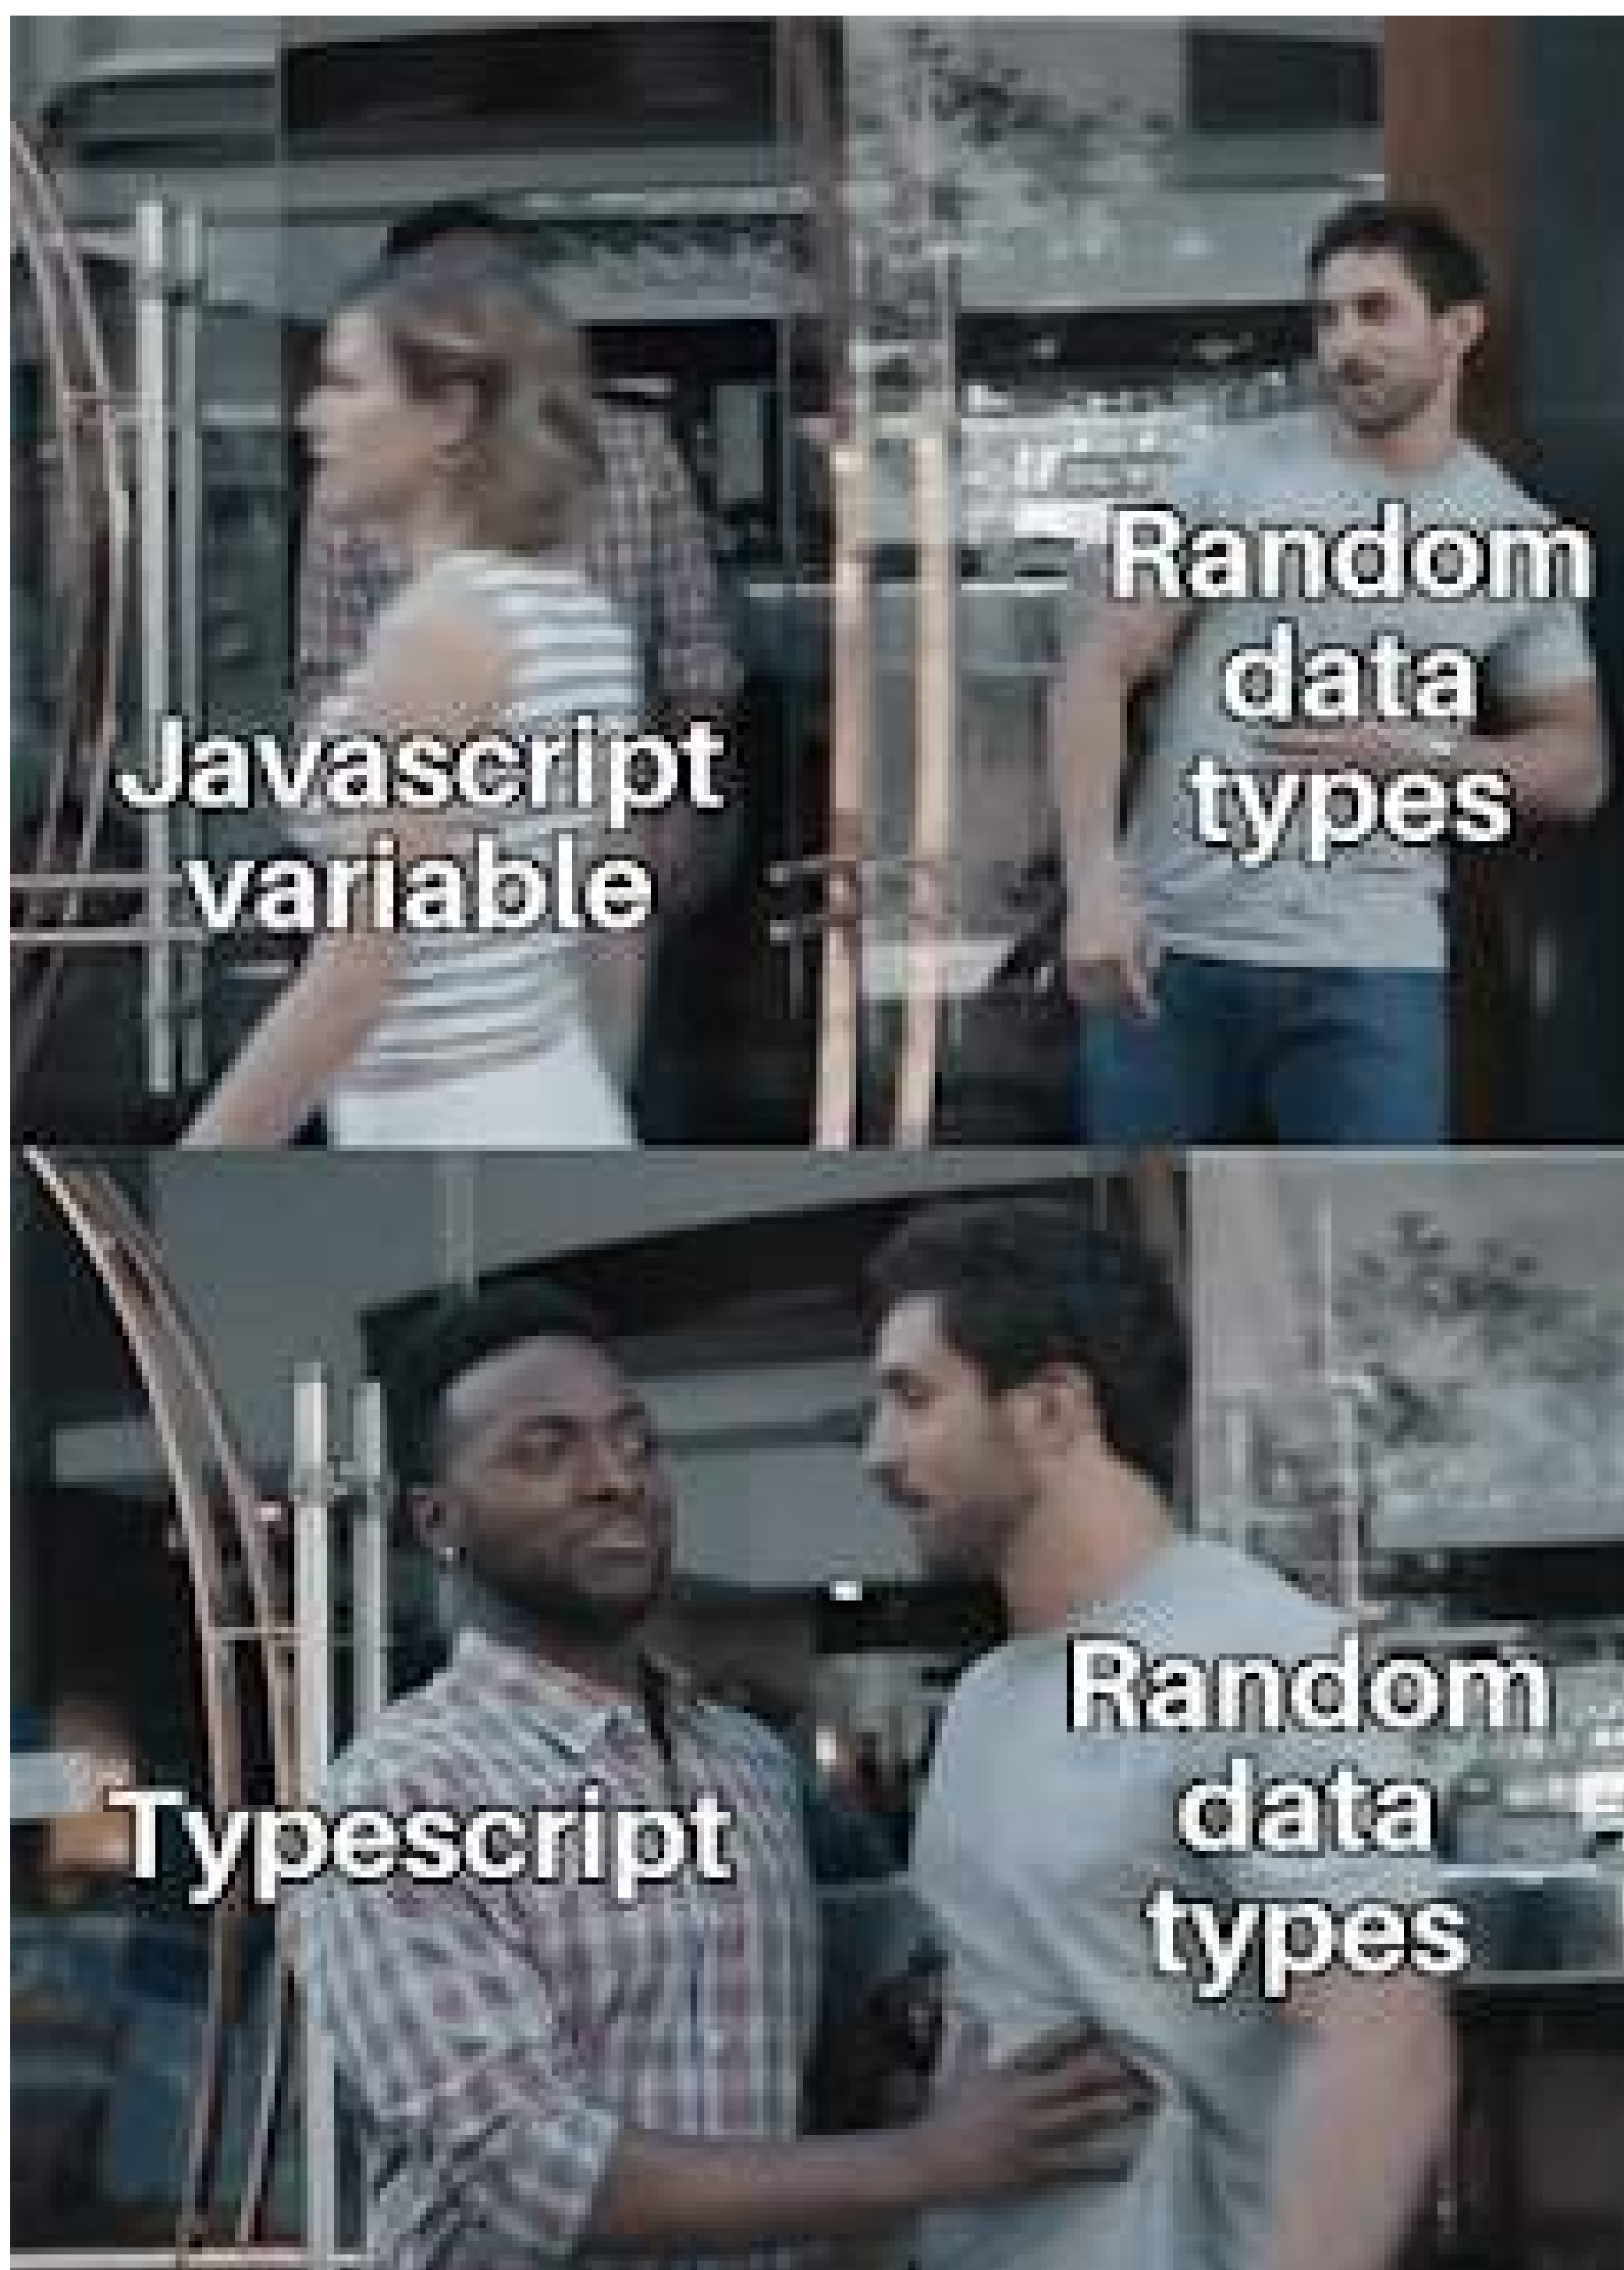 Javascript
variable
Random
data
types
Typescript
Random
data
types